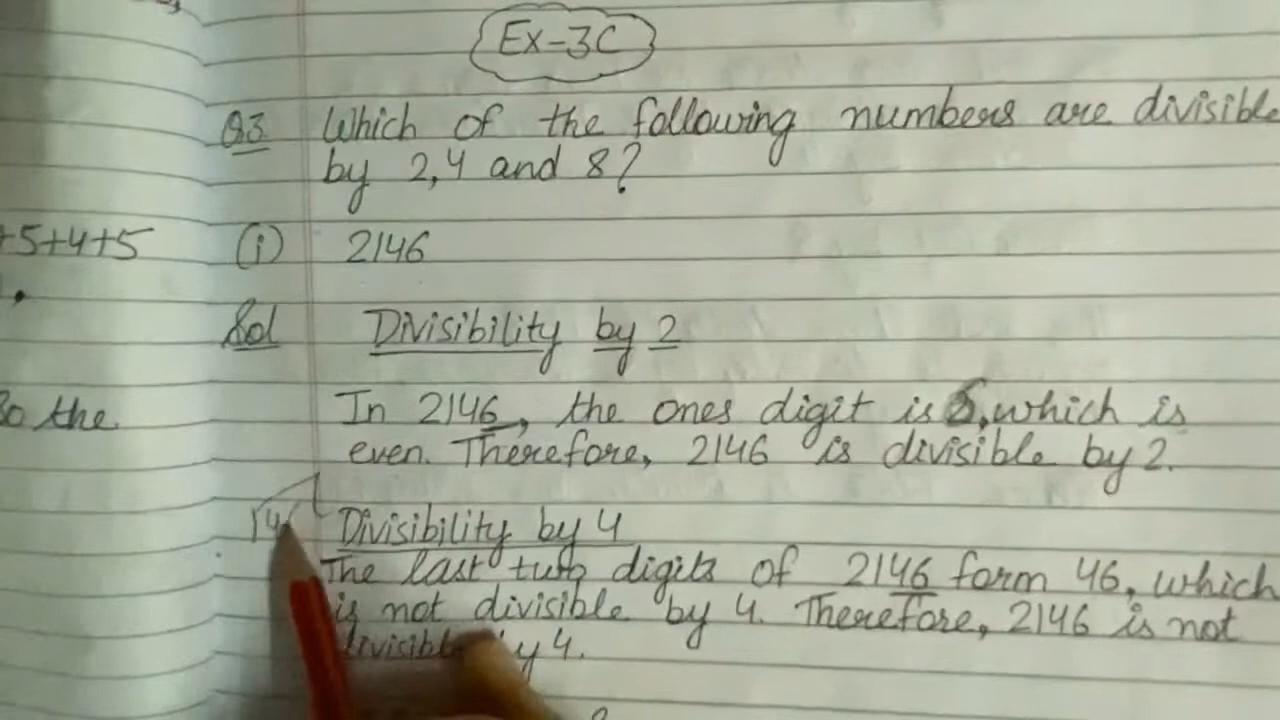 Ex-3C
Q3 Which of the following numbers are divisible
by 2,4 and 8?
+5+4+5 (i) 2146
Sol Divisibility by 2
So the In 2146, the ones digit is 6, which is
even. Therefore, 2146 is divisible by 2.
Divisibility by 4
The last two digits of 2146 form 46, which
is not divisible by 4. Therefore, 2146 is not
divisible by 4.